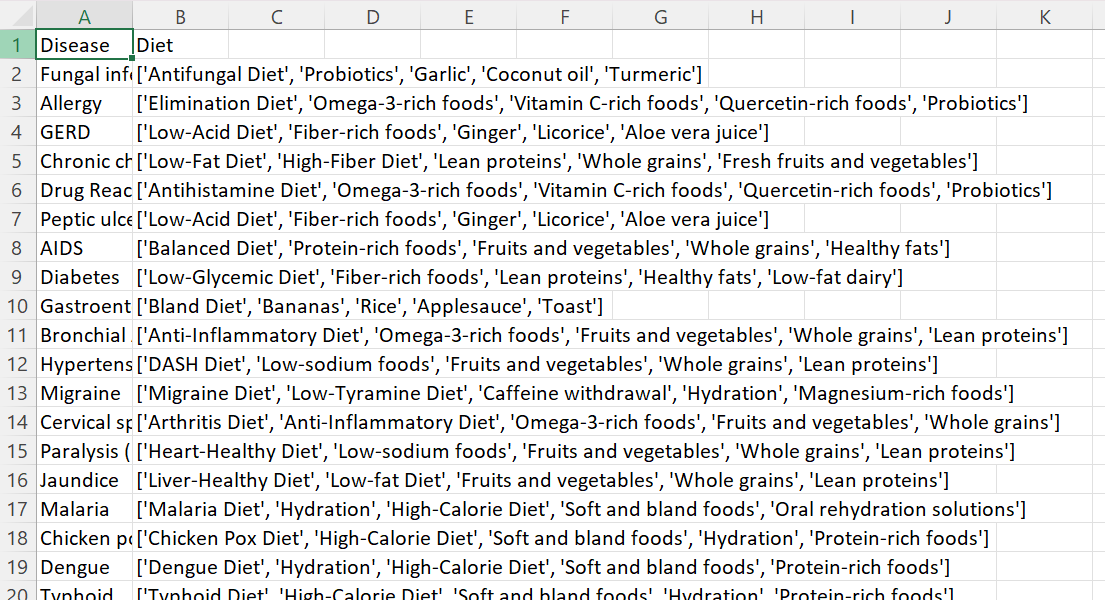 A B C D E F G H I J K
1 Disease Diet
2 Fungal inf ['Antifungal Diet', 'Probiotics', 'Garlic', 'Coconut oil', 'Turmeric']
3 Allergy ['Elimination Diet', 'Omega-3-rich foods', 'Vitamin C-rich foods', 'Quercetin-rich foods', 'Probiotics']
4 GERD ['Low-Acid Diet', 'Fiber-rich foods', 'Ginger', 'Licorice', 'Aloe vera juice']
5 Chronic ch ['Low-Fat Diet', 'High-Fiber Diet', 'Lean proteins', 'Whole grains', 'Fresh fruits and vegetables']
6 Drug Reac ['Antihistamine Diet', 'Omega-3-rich foods', 'Vitamin C-rich foods', 'Quercetin-rich foods', 'Probiotics']
7 Peptic ulce ['Low-Acid Diet', 'Fiber-rich foods', 'Ginger', 'Licorice', 'Aloe vera juice']
8 AIDS ['Balanced Diet', 'Protein-rich foods', 'Fruits and vegetables', 'Whole grains', 'Healthy fats']
9 Diabetes ['Low-Glycemic Diet', 'Fiber-rich foods', 'Lean proteins', 'Healthy fats', 'Low-fat dairy']
10 Gastroent ['Bland Diet', 'Bananas', 'Rice', 'Applesauce', 'Toast']
11 Bronchial ['Anti-Inflammatory Diet', 'Omega-3-rich foods', 'Fruits and vegetables', 'Whole grains', 'Lean proteins']
12 Hypertens ['DASH Diet', 'Low-sodium foods', 'Fruits and vegetables', 'Whole grains', 'Lean proteins']
13 Migraine ['Migraine Diet', 'Low-Tyramine Diet', 'Caffeine withdrawal', 'Hydration', 'Magnesium-rich foods']
14 Cervical sp ['Arthritis Diet', 'Anti-Inflammatory Diet', 'Omega-3-rich foods', 'Fruits and vegetables', 'Whole grains']
15 Paralysis ( ['Heart-Healthy Diet', 'Low-sodium foods', 'Fruits and vegetables', 'Whole grains', 'Lean proteins']
16 Jaundice ['Liver-Healthy Diet', 'Low-fat Diet', 'Fruits and vegetables', 'Whole grains', 'Lean proteins']
17 Malaria ['Malaria Diet', 'Hydration', 'High-Calorie Diet', 'Soft and bland foods', 'Oral rehydration solutions']
18 Chicken po ['Chicken Pox Diet', 'High-Calorie Diet', 'Soft and bland foods', 'Hydration', 'Protein-rich foods']
19 Dengue ['Dengue Diet', 'Hydration', 'High-Calorie Diet', 'Soft and bland foods', 'Protein-rich foods']
20 Typhoid ['Typhoid Diet', 'High-Calorie Diet', 'Soft and bland foods', 'Hydration', 'Protein-rich foods']